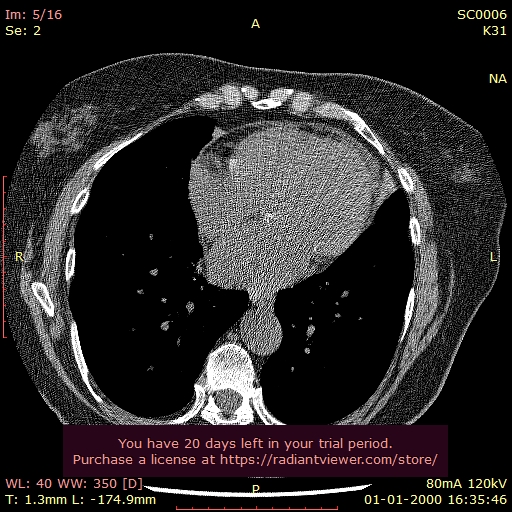 Im: 5/16
Se: 2
A
SC0006
K31
NA
R
L
You have 20 days left in your trial period.
Purchase a license at https://radiantviewer.com/store/
WL: 40 WW: 350 [D]
T: 1.3mm L: -174.9mm
P
80mA 120kV
01-01-2000 16:35:46